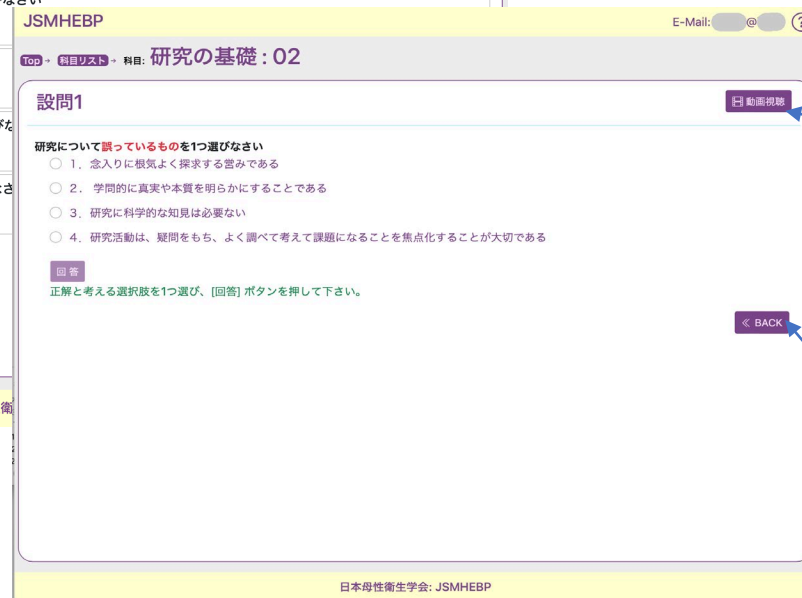 なさい
JSMHEBP
E-Mail: @
Top → 科目リスト → 科目: 研究の基礎 : 02
設問1
動画視聴
研究について誤っているものを1つ選びなさい
1．念入りに根気よく探求する営みである
2． 学問的に真実や本質を明らかにすることである
3．研究に科学的な知見は必要ない
4．研究活動は、疑問をもち、よく調べて考えて課題になることを焦点化することが大切である
回答
正解と考える選択肢を1つ選び、[回答] ボタンを押して下さい。
≪ BACK
衛
日本母性衛生学会: JSMHEBP